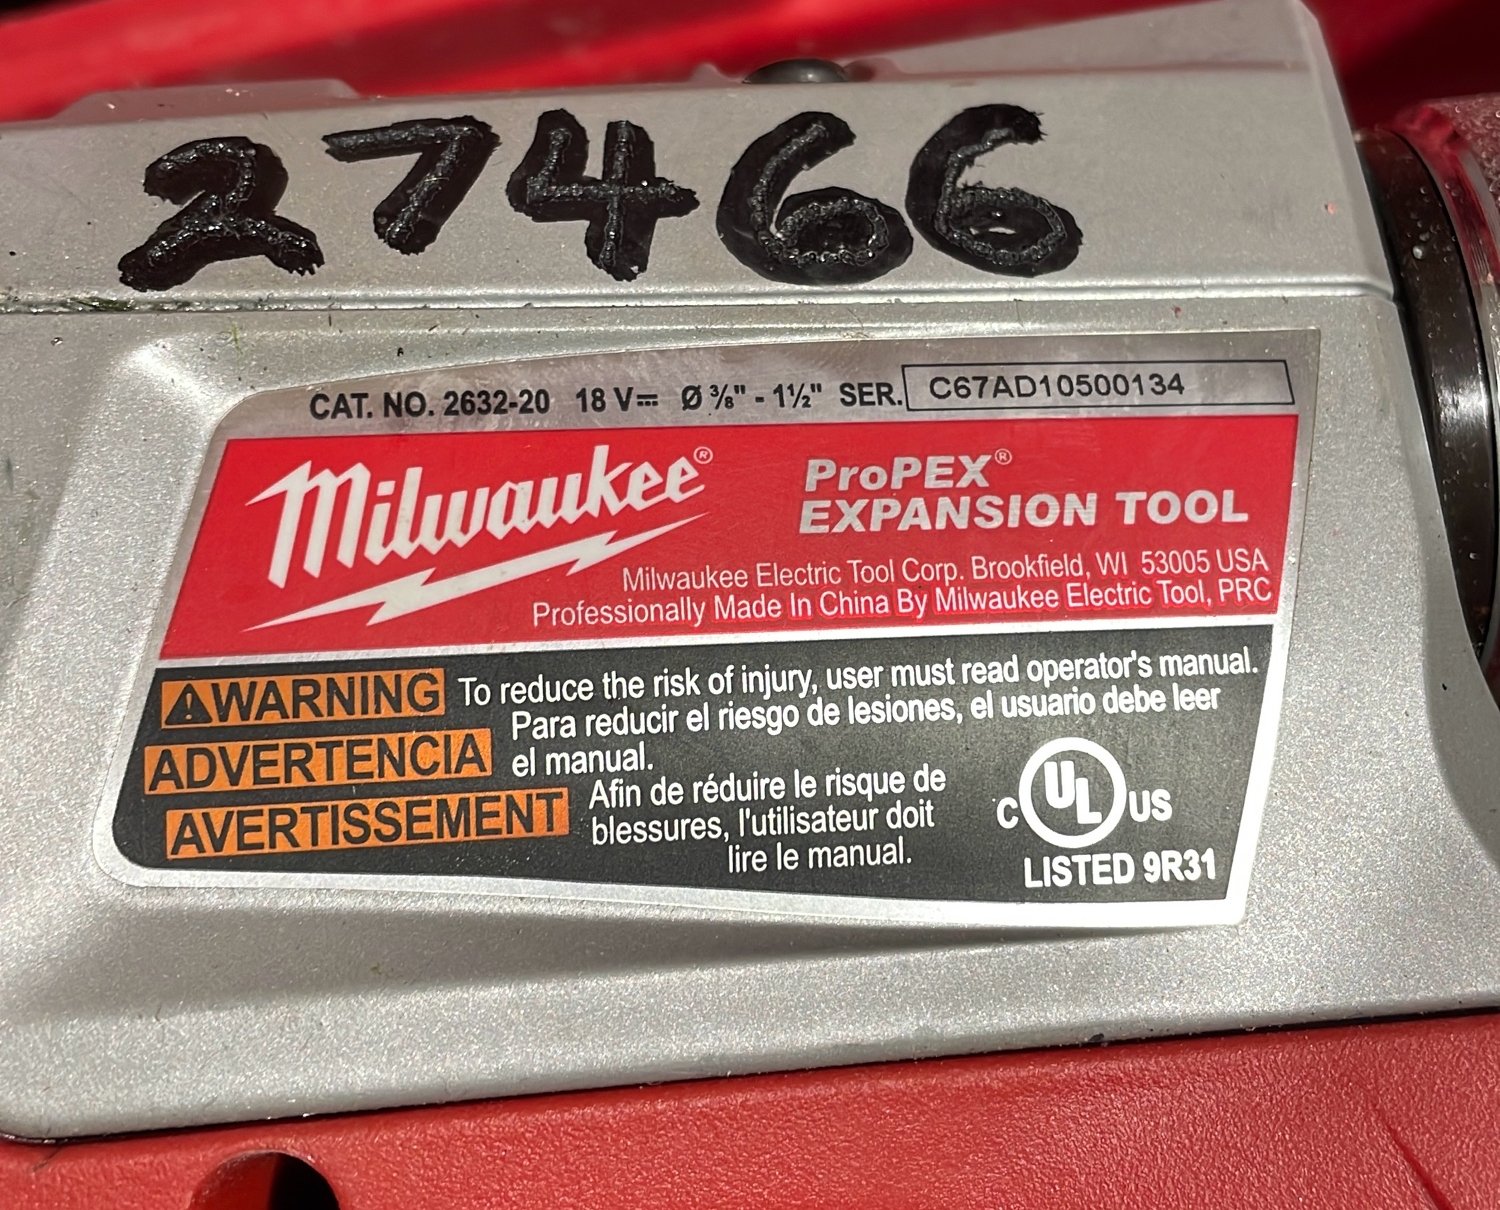 27466
CAT. NO. 2632-20 18 V⎓ Ø ⅜" - 1½" SER. C67AD10500134
Milwaukee®
ProPEX®
EXPANSION TOOL
Milwaukee Electric Tool Corp. Brookfield, WI 53005 USA
Professionally Made In China By Milwaukee Electric Tool, PRC
⚠WARNING To reduce the risk of injury, user must read operator's manual.
ADVERTENCIA Para reducir el riesgo de lesiones, el usuario debe leer
el manual.
AVERTISSEMENT Afin de réduire le risque de
blessures, l'utilisateur doit
lire le manual.
C UL US
LISTED 9R31